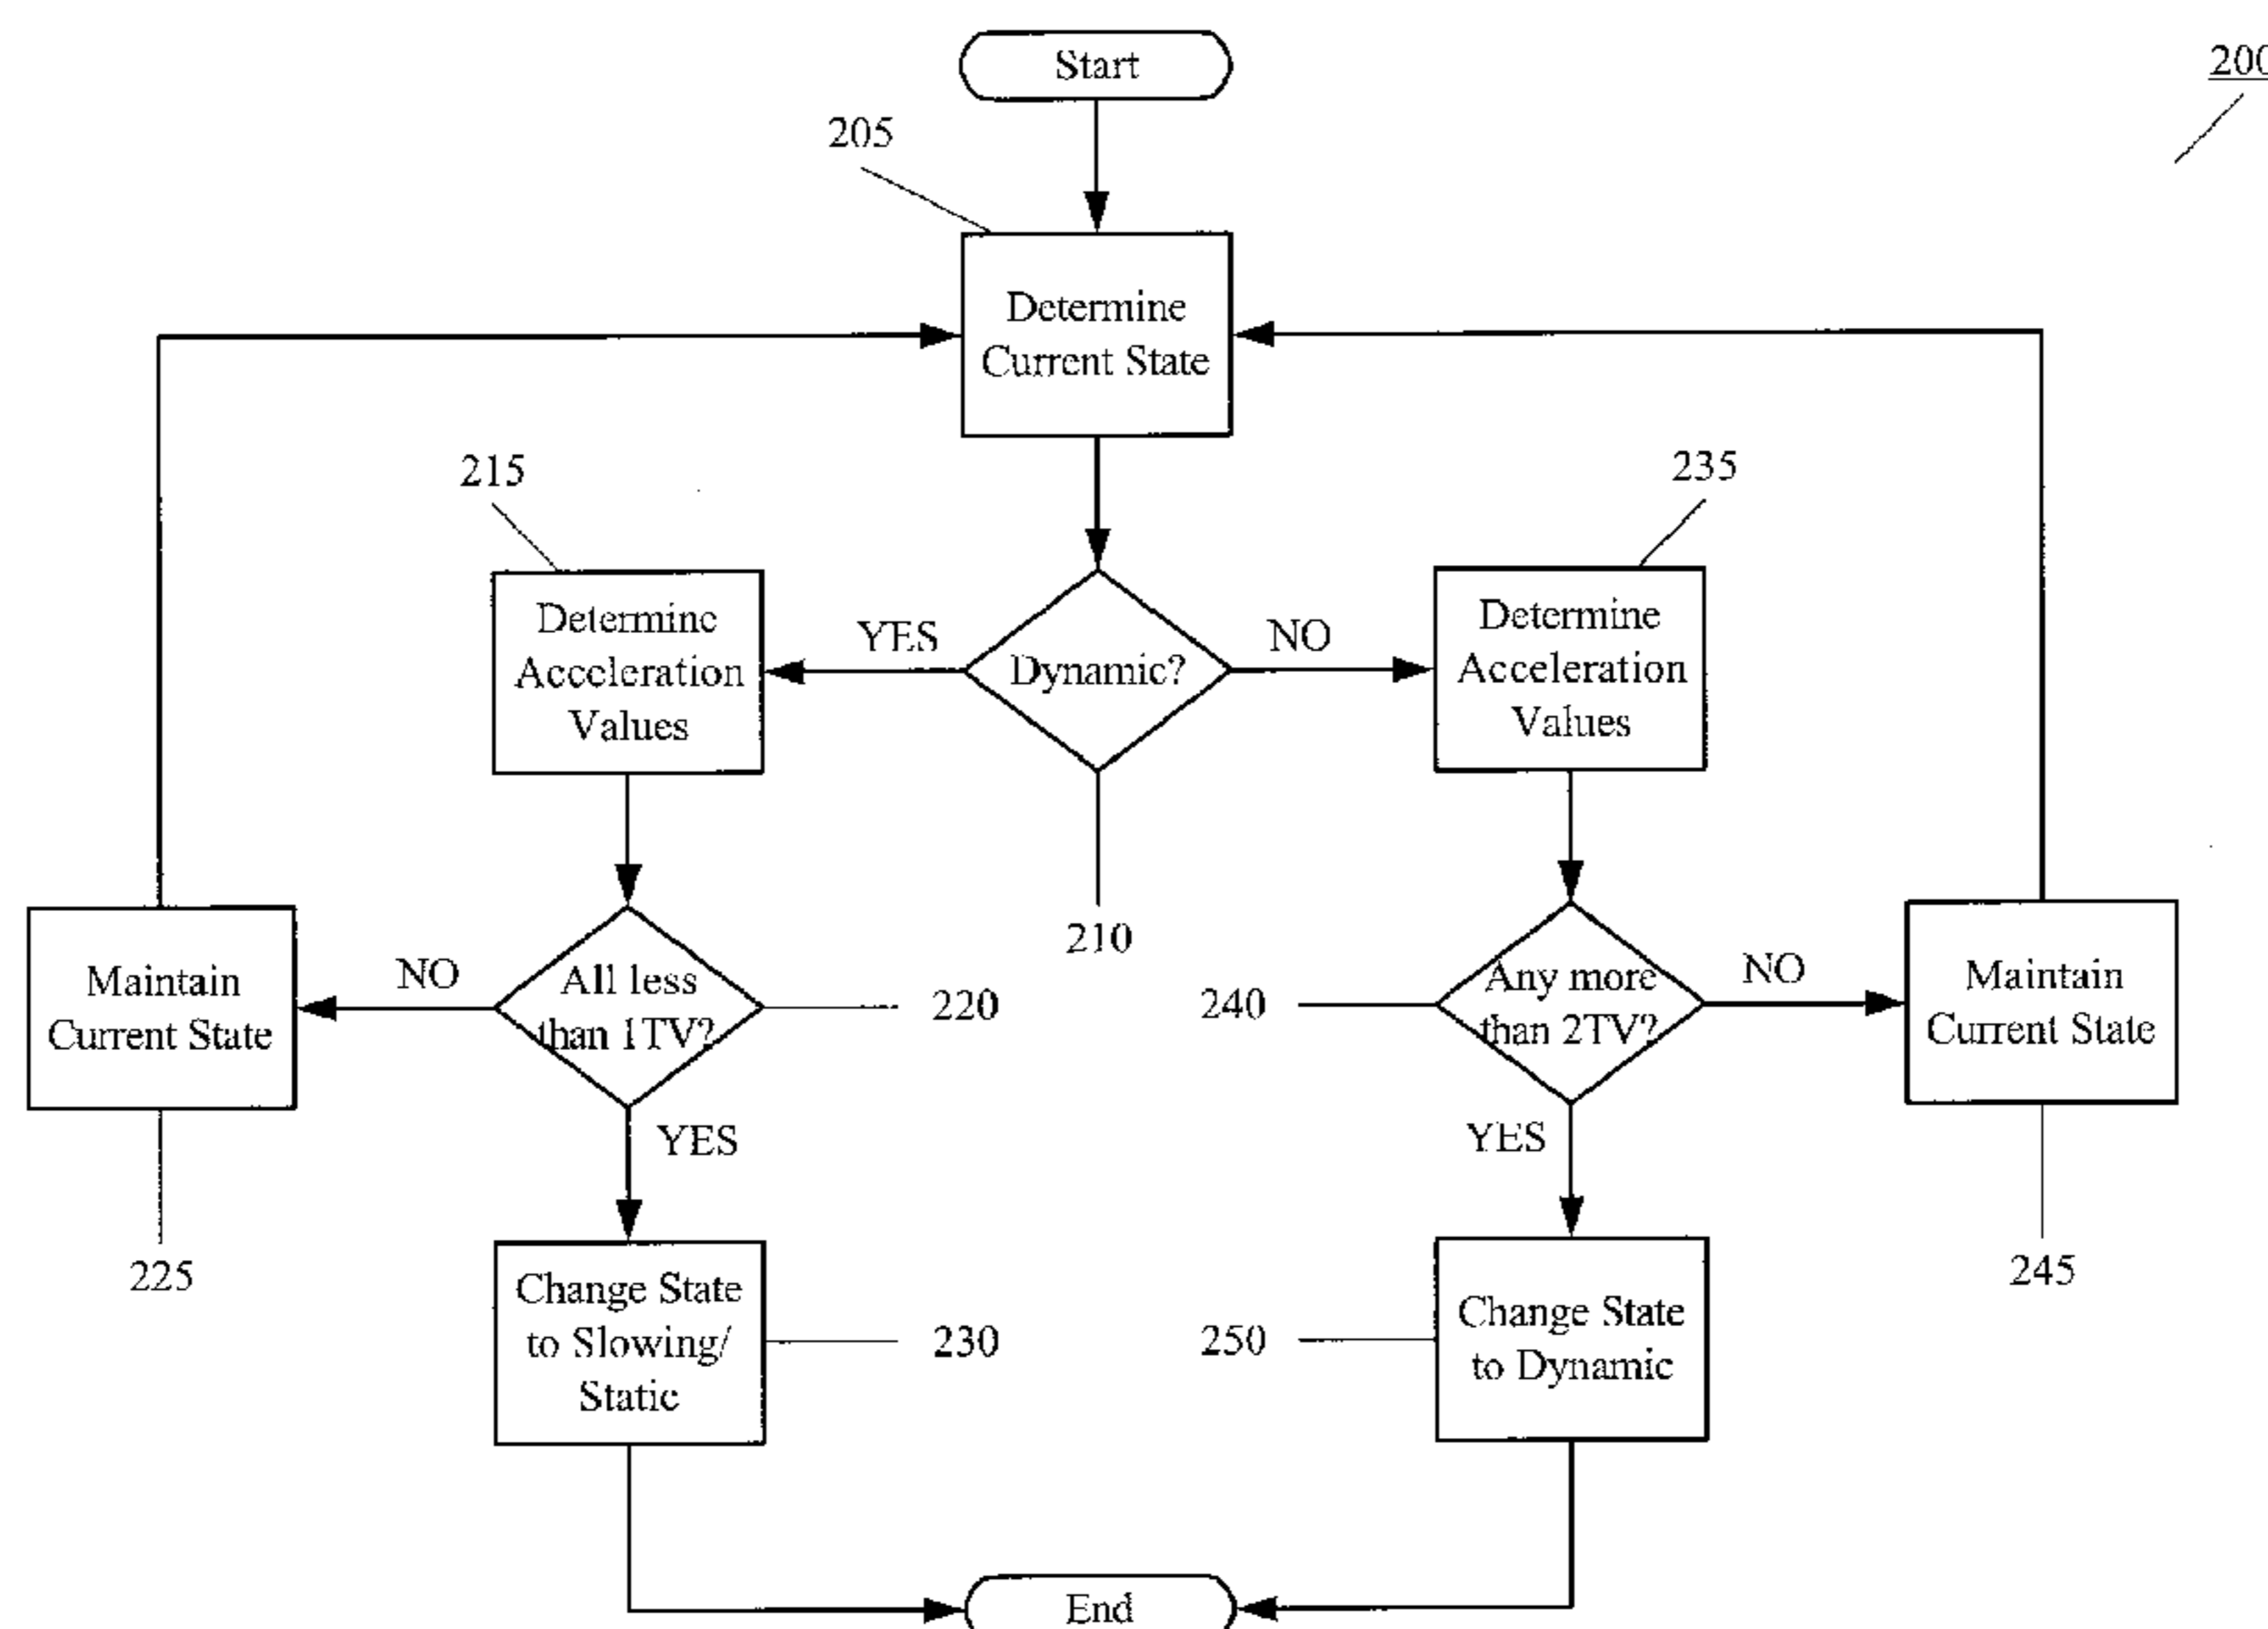 Start
200
205
Determine
Current State
215
235
Determine
Acceleration
Values
YES
Dynamic?
NO
Determine
Acceleration
Values
210
Maintain
Current State
NO
All less
than 1TV?
220
240
Any more
than 2TV?
NO
Maintain
Current State
YES
YES
225
245
Change State
to Slowing/
Static
230
250
Change State
to Dynamic
End